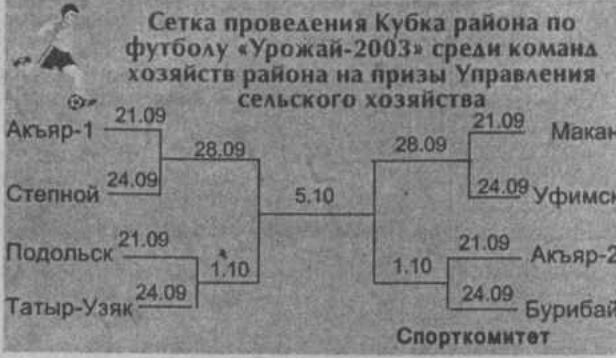 Сетка проведения Кубка района по
футболу «Урожай-2003» среди команд
хозяйств района на призы Управления
сельского хозяйства
Акъяр-1 21.09
Степной 24.09
28.09
Подольск 21.09
Татыр-Узяк 24.09
1.10
5.10
21.09 Макан
24.09 Уфимск
28.09
21.09 Акъяр-2
24.09 Бурибай
1.10
Спорткомитет